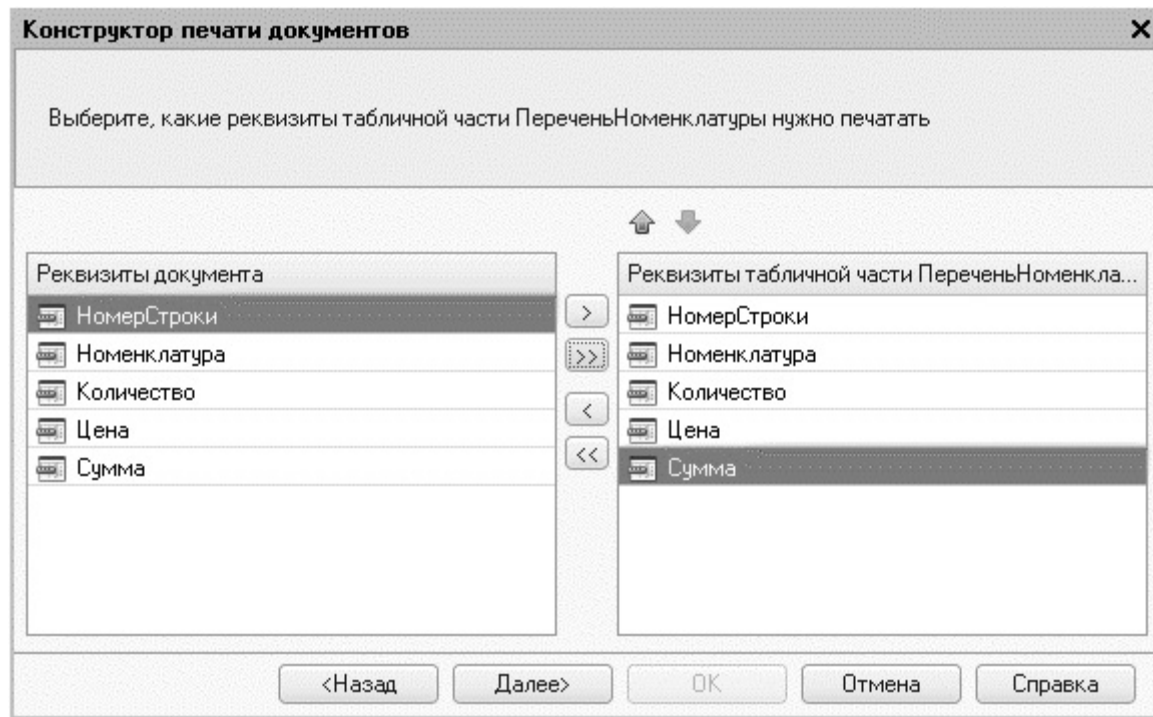 Конструктор печати документов
Выберите, какие реквизиты табличной части ПереченьНоменклатуры нужно печатать
Реквизиты документа
НомерСтроки
Номенклатура
Количество
Цена
Сумма
>
>>
<
<<
Реквизиты табличной части ПереченьНоменкла...
НомерСтроки
Номенклатура
Количество
Цена
Сумма
<Назад
Далее>
ОК
Отмена
Справка